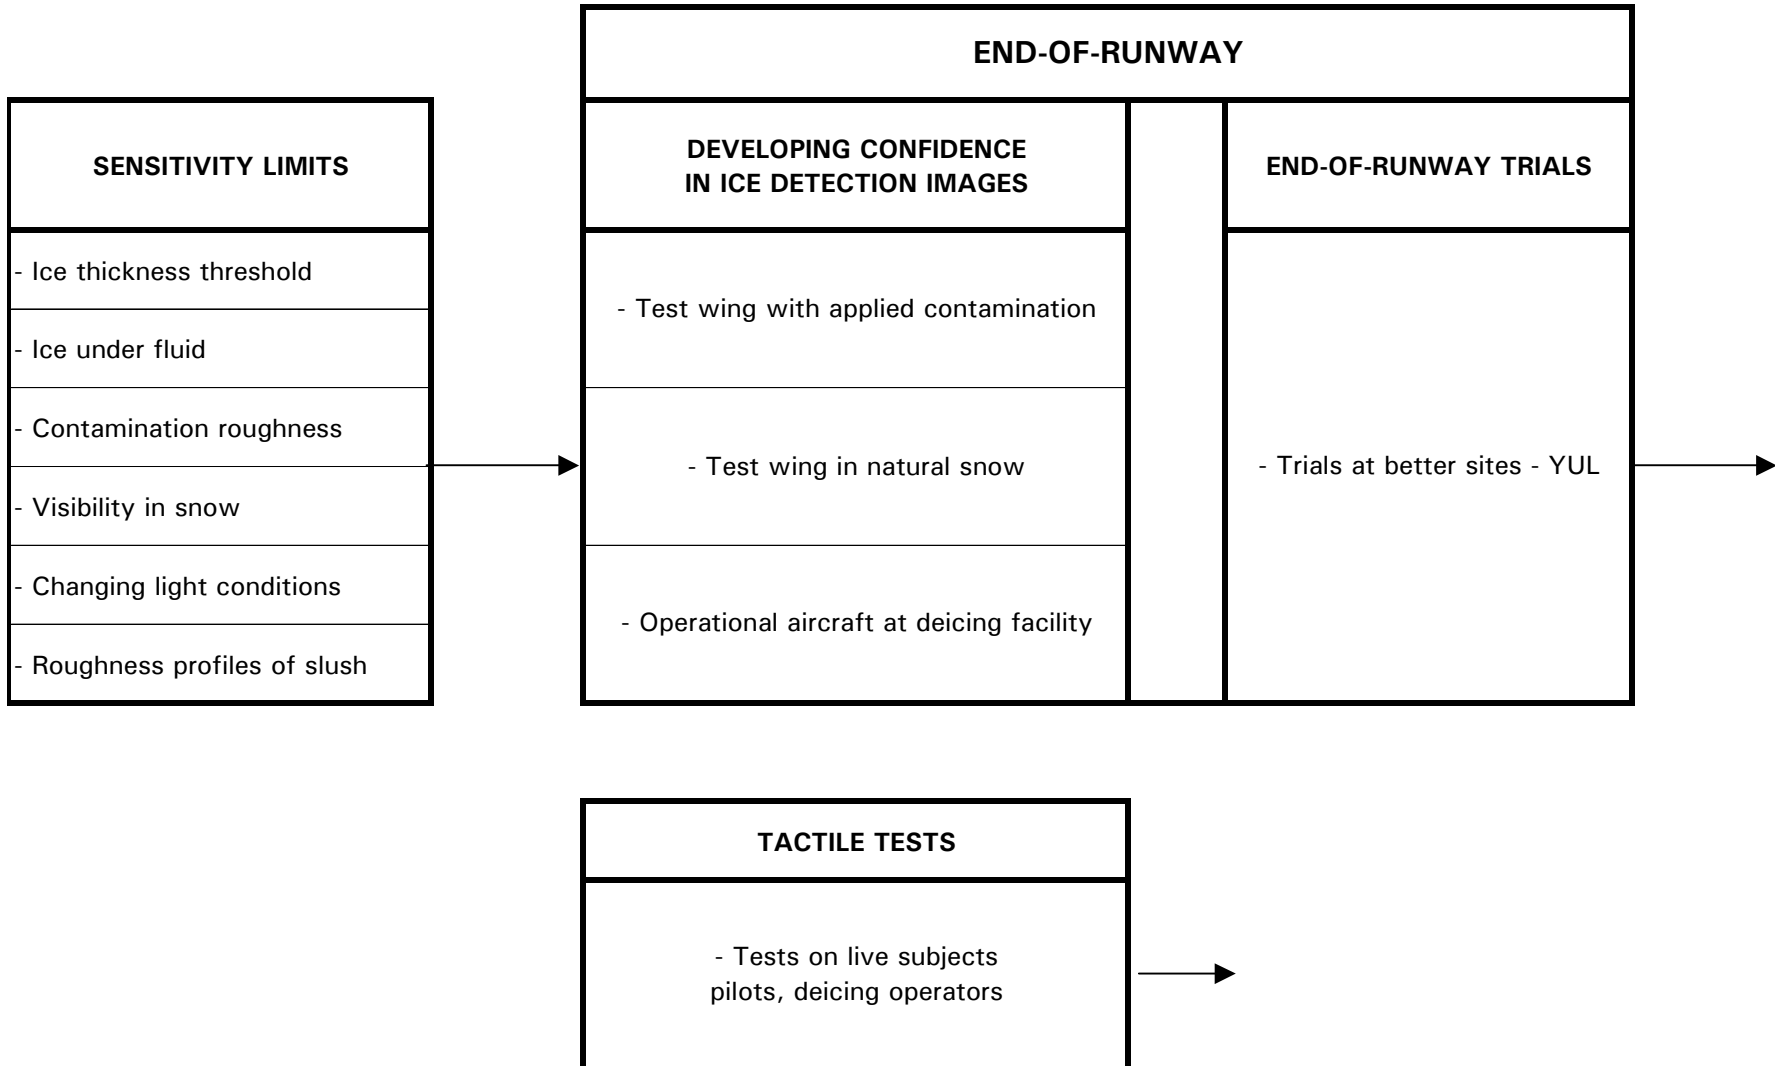 END-OF-RUNWAY
SENSITIVITY LIMITS
- Ice thickness threshold
- Ice under fluid
- Contamination roughness
- Visibility in snow
- Changing light conditions
- Roughness profiles of slush
DEVELOPING CONFIDENCE
IN ICE DETECTION IMAGES
- Test wing with applied contamination
- Test wing in natural snow
- Operational aircraft at deicing facility
END-OF-RUNWAY TRIALS
- Trials at better sites - YUL
TACTILE TESTS
- Tests on live subjects
pilots, deicing operators